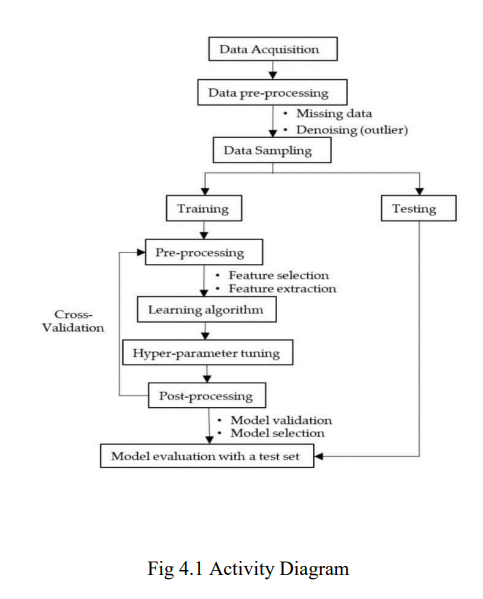 Data Acquisition
Data pre-processing
• Missing data
• Denoising (outlier)
Data Sampling
Training
Testing
Pre-processing
• Feature selection
• Feature extraction
Cross-
Validation
Learning algorithm
Hyper-parameter tuning
Post-processing
• Model validation
• Model selection
Model evaluation with a test set
Fig 4.1 Activity Diagram